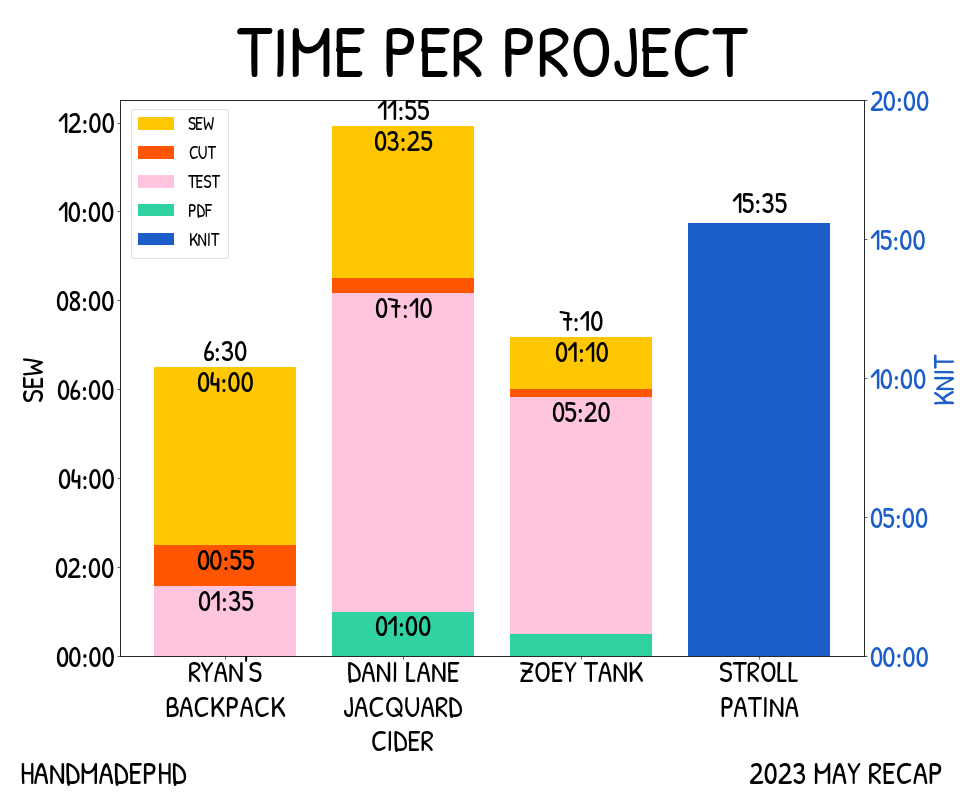 TIME PER PROJECT
SEW
CUT
TEST
PDF
KNIT
12:00
10:00
08:00
06:00
04:00
02:00
00:00
SEW
20:00
15:00
10:00
05:00
00:00
KNIT
6:30
04:00
00:55
01:35
11:55
03:25
07:10
01:00
7:10
01:10
05:20
15:35
RYAN'S
BACKPACK
DANI LANE
JACQUARD
CIDER
ZOEY TANK
STROLL
PATINA
HANDMADEPHD
2023 MAY RECAP